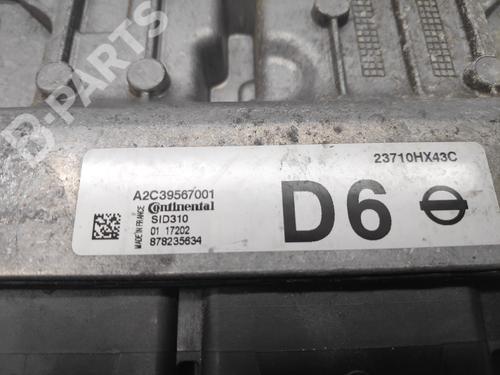 B-PARTS
23710HX43C
A2C39567001
Continental
SID310
01 17202
878235634
MADE IN FRANCE
D6